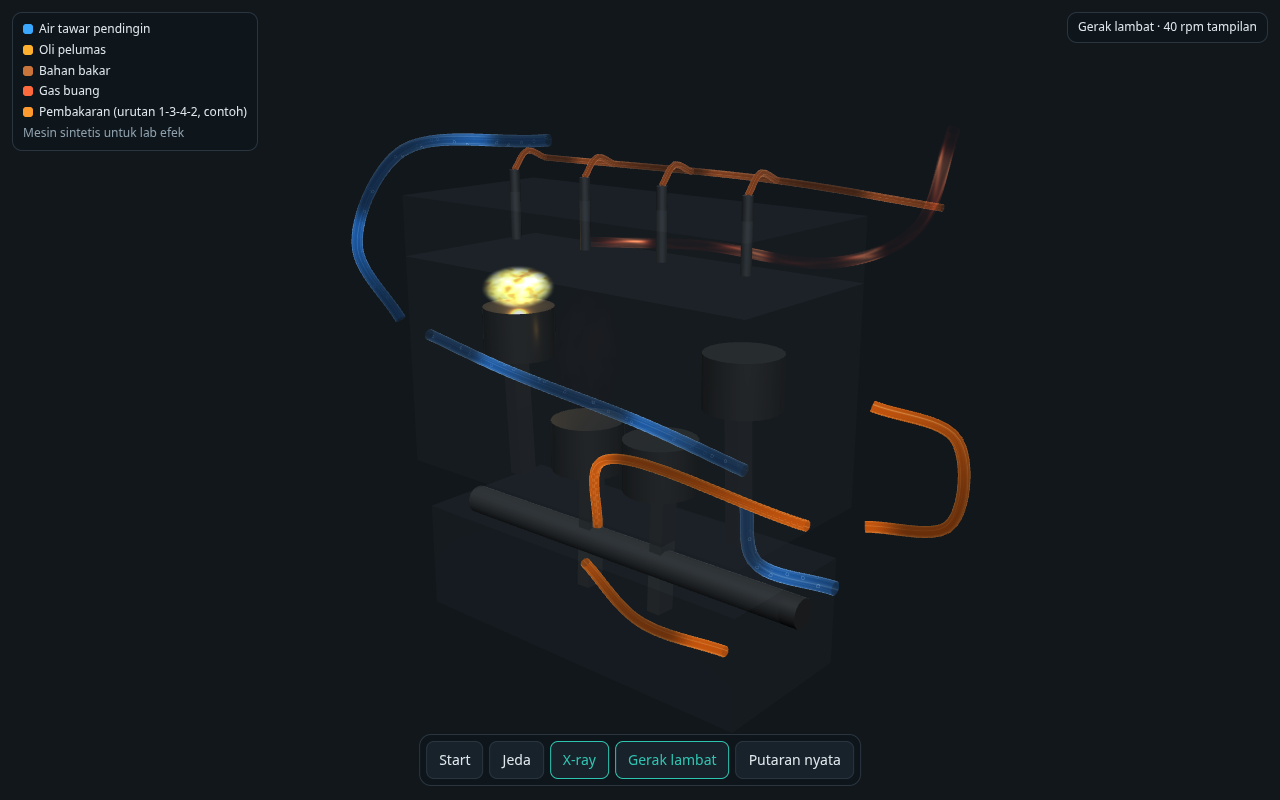 Air tawar pendingin
Oli pelumas
Bahan bakar
Gas buang
Pembakaran (urutan 1-3-4-2, contoh)
Mesin sintetis untuk lab efek
Gerak lambat · 40 rpm tampilan
Start
Jeda
X-ray
Gerak lambat
Putaran nyata